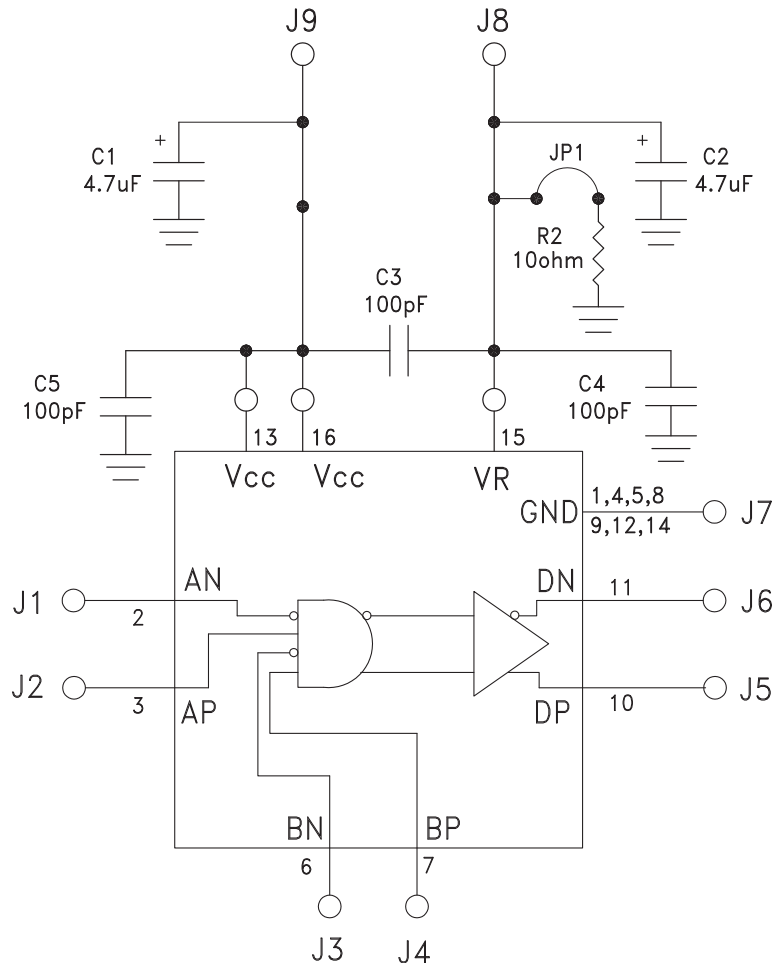 J9
J8
+
C1
4.7uF
JP1
+
C2
4.7uF
R2
10ohm
C3
100pF
C5
100pF
C4
100pF
13
16
15
Vcc
Vcc
VR
GND
1,4,5,8
9,12,14
J7
J1
2
AN
DN
11
J6
J2
3
AP
DP
10
J5
BN
BP
6
7
J3
J4